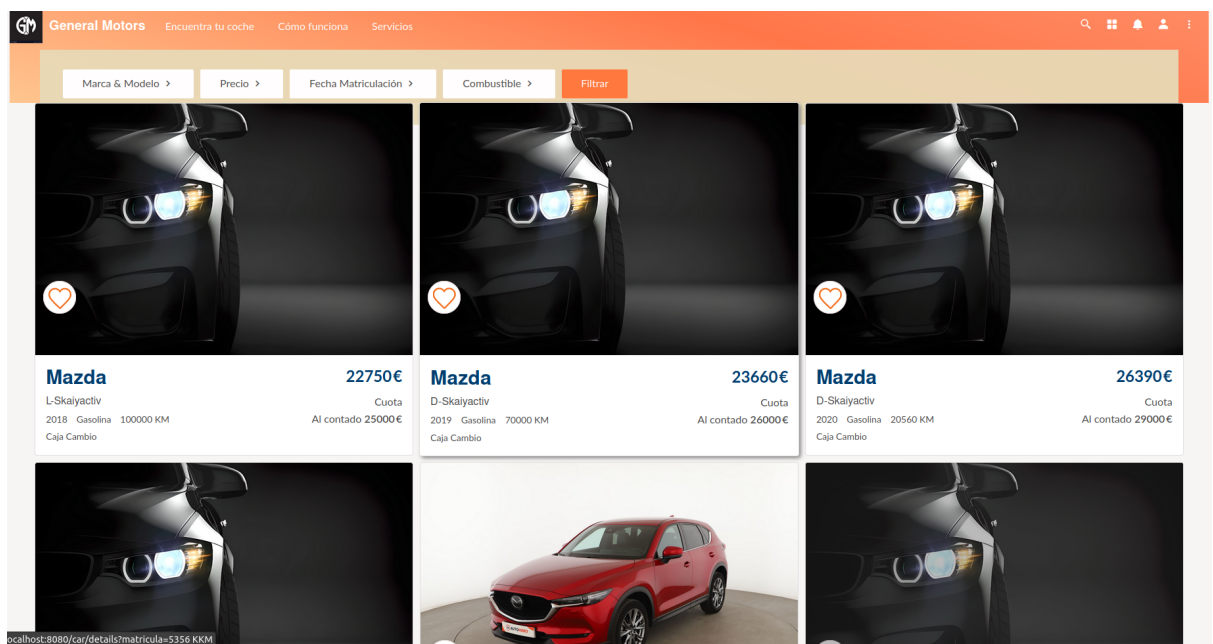 GM General Motors Encuentra tu coche Cómo funciona Servicios
Marca & Modelo > Precio > Fecha Matriculación > Combustible > Filtrar
Mazda 22750€
L-Skaiyactiv Cuota
2018 Gasolina 100000 KM Al contado 25000€
Caja Cambio
Mazda 23660€
D-Skaiyactiv Cuota
2019 Gasolina 70000 KM Al contado 26000€
Caja Cambio
Mazda 26390€
D-Skaiyactiv Cuota
2020 Gasolina 20560 KM Al contado 29000€
Caja Cambio
ocalhost:8080/car/details?matricula=5356 KKM